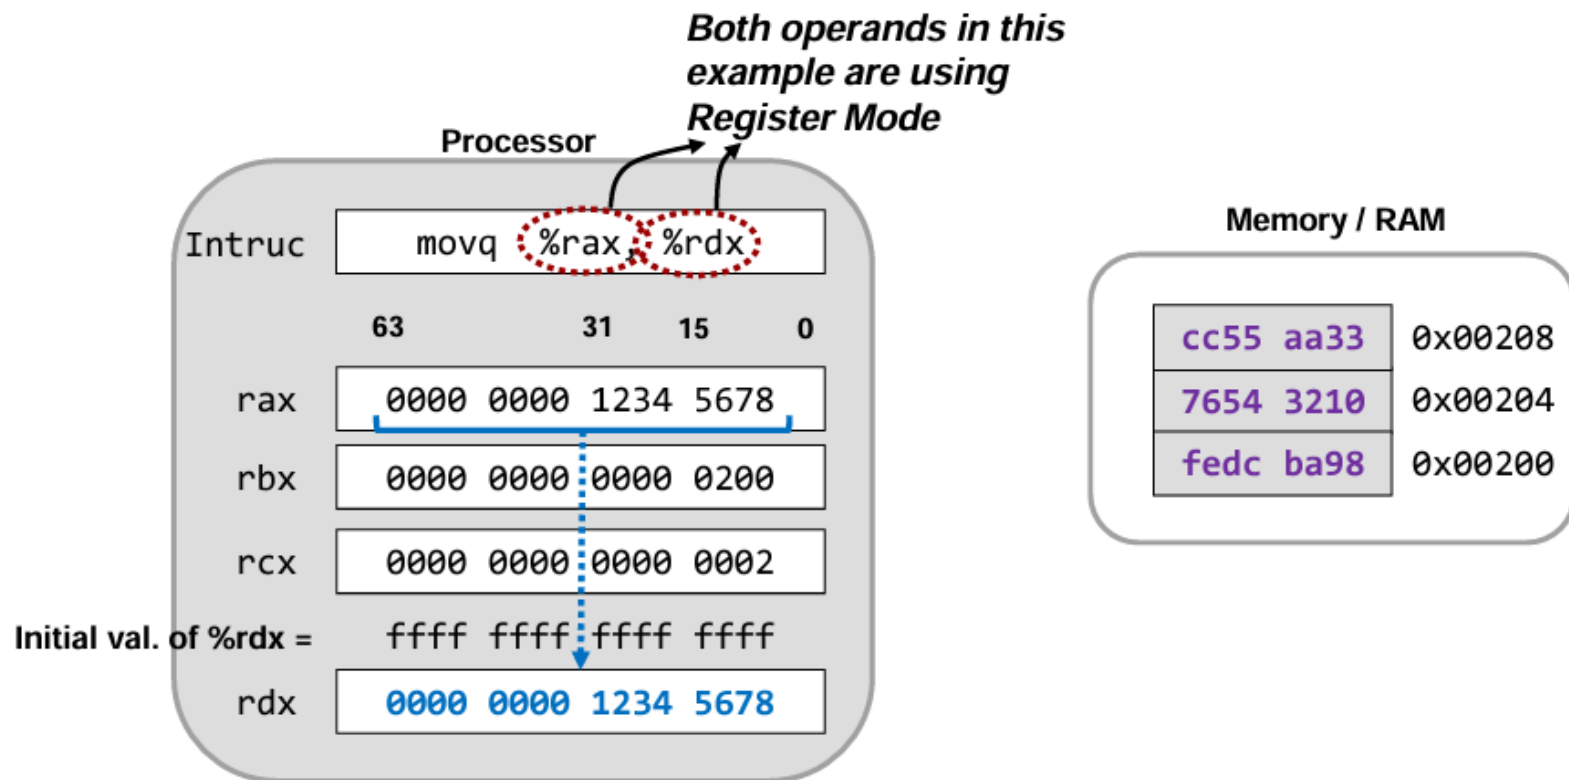 Both operands in this
example are using
Register Mode
Processor
Intruc movq %rax, %rdx
63 31 15 0
rax 0000 0000 1234 5678
rbx 0000 0000 0000 0200
rcx 0000 0000 0000 0002
Initial val. of %rdx = ffff ffff ffff ffff
rdx 0000 0000 1234 5678
Memory / RAM
cc55 aa33 0x00208
7654 3210 0x00204
fedc ba98 0x00200